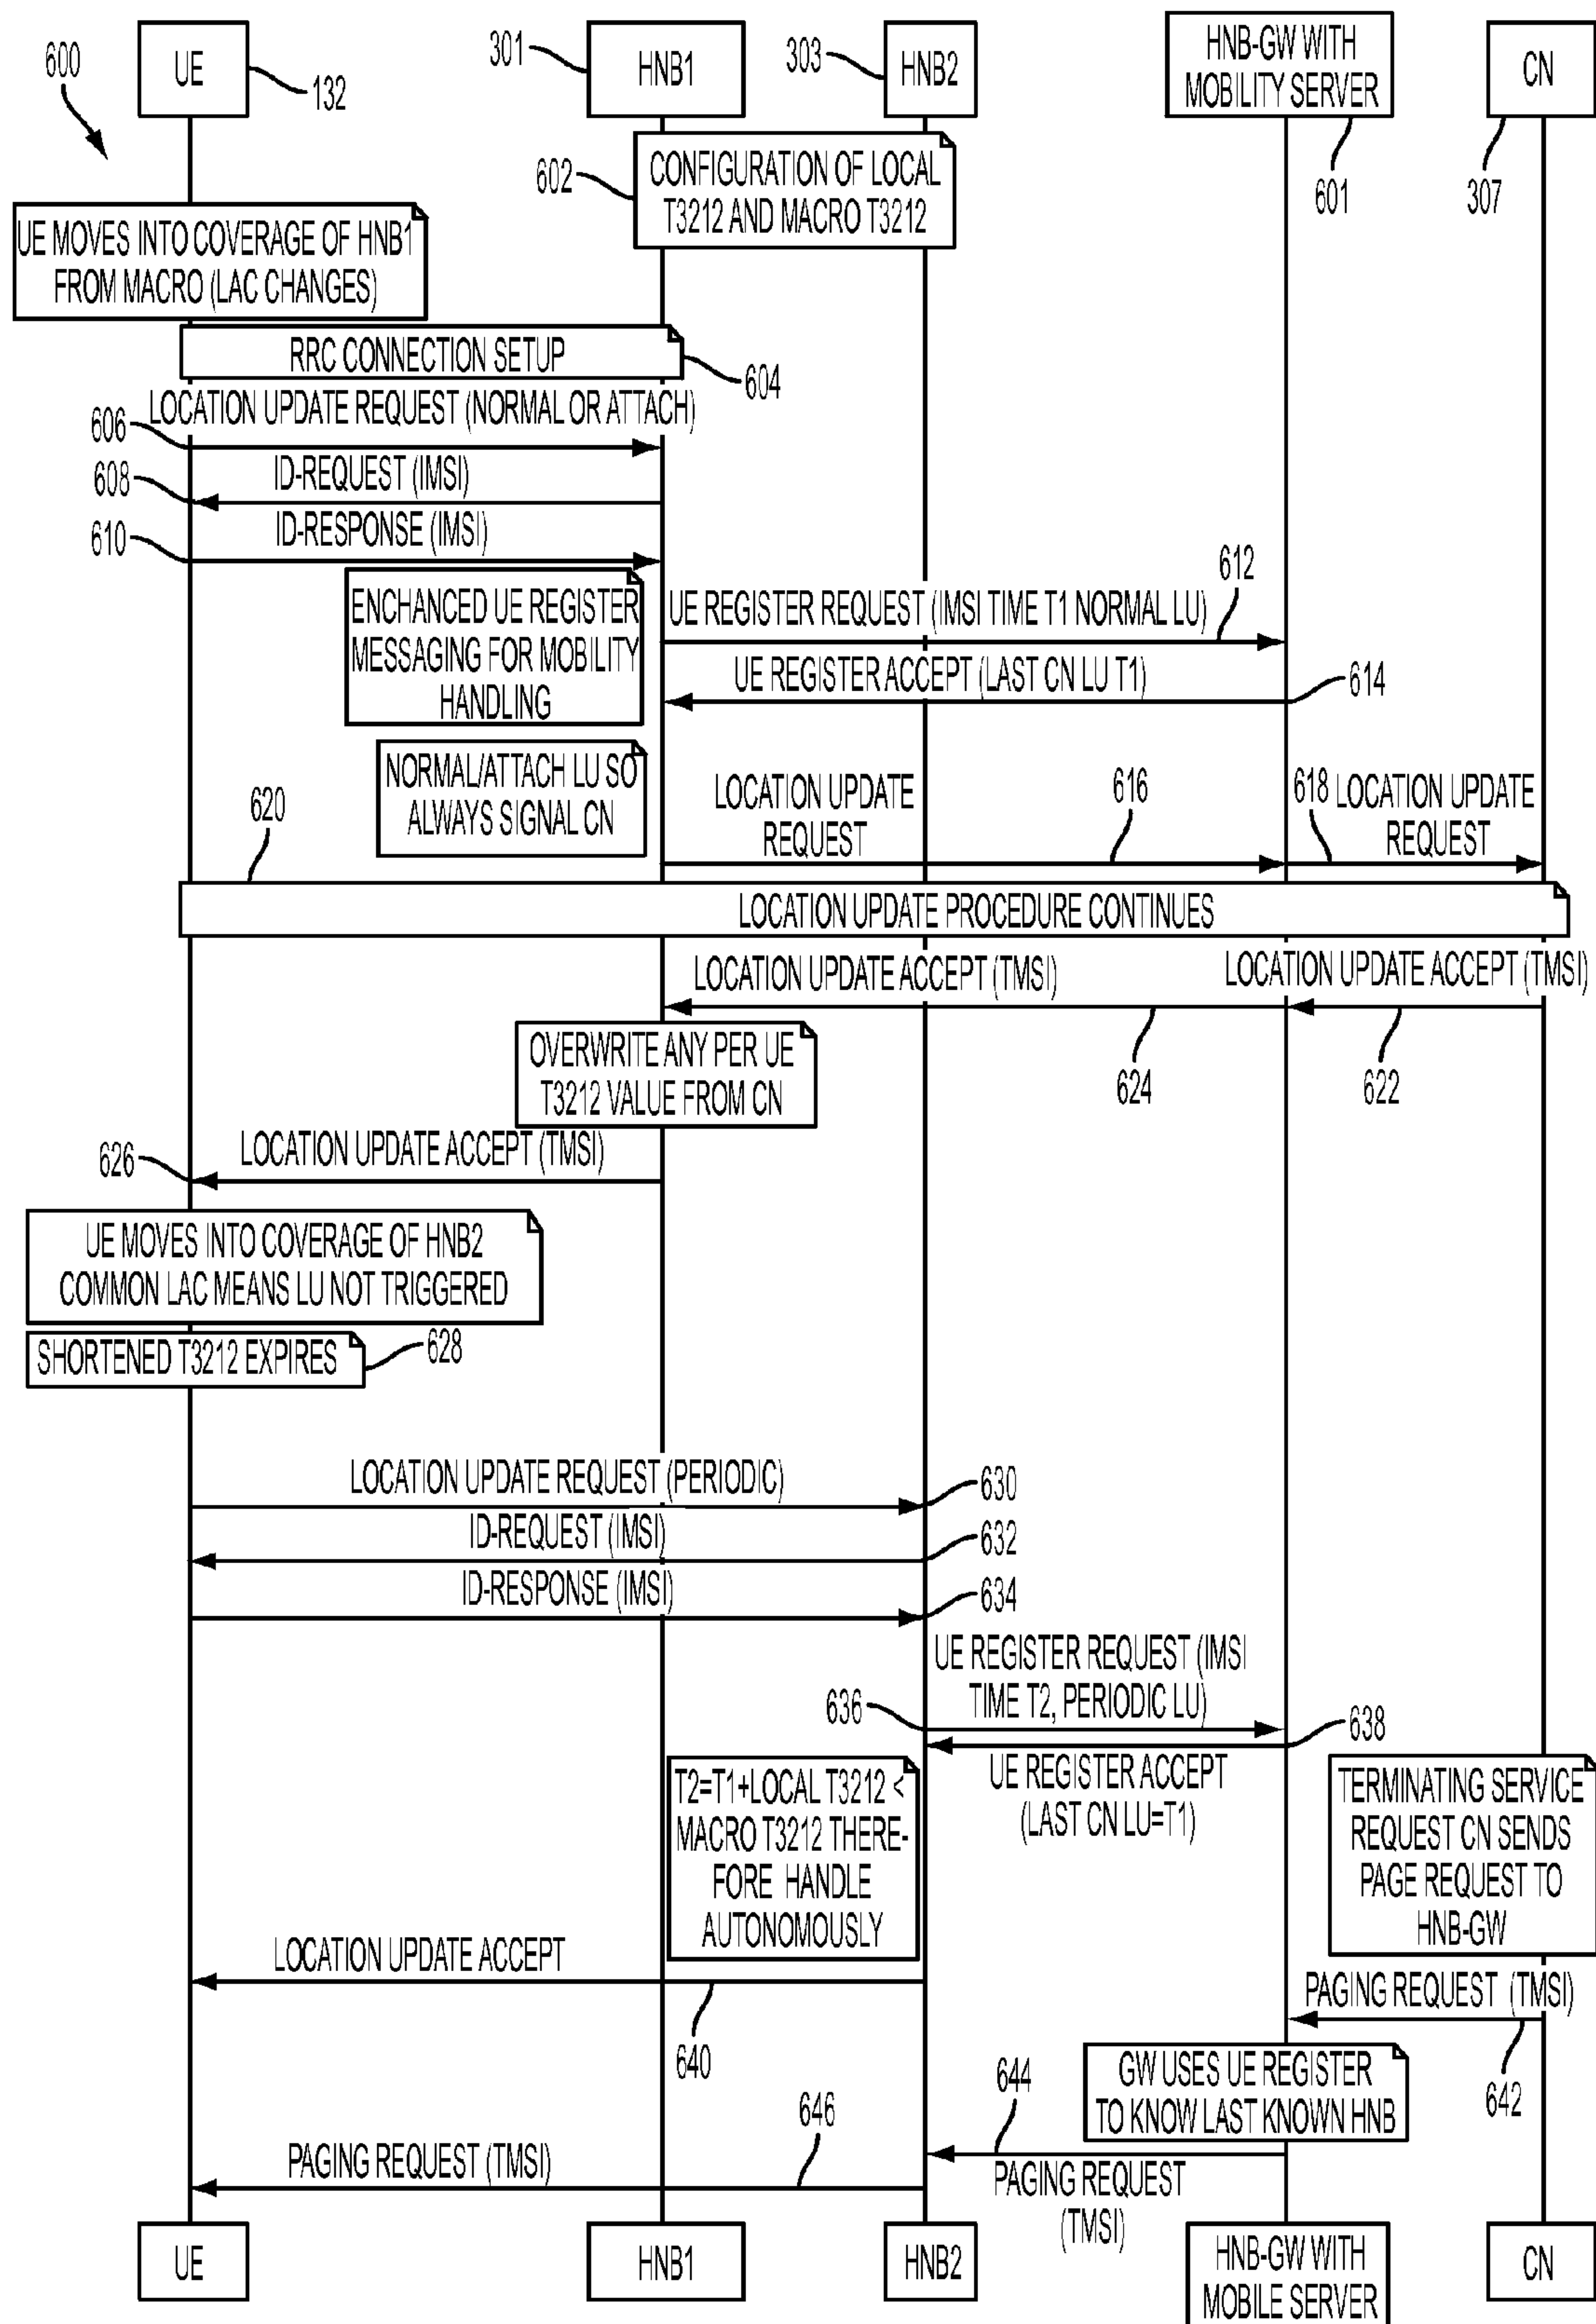 600
UE
132
301
HNB1
303
HNB2
HNB-GW WITH
MOBILITY SERVER
601
CN
307
602
CONFIGURATION OF LOCAL
T3212 AND MACRO T3212
UE MOVES INTO COVERAGE OF HNB1
FROM MACRO (LAC CHANGES)
RRC CONNECTION SETUP
604
LOCATION UPDATE REQUEST (NORMAL OR ATTACH)
606
ID-REQUEST (IMSI)
608
ID-RESPONSE (IMSI)
610
ENCHANCED UE REGISTER
MESSAGING FOR MOBILITY
HANDLING
612
UE REGISTER REQUEST (IMSI TIME T1 NORMAL LU)
UE REGISTER ACCEPT (LAST CN LU T1)
614
NORMAL/ATTACH LU SO
ALWAYS SIGNAL CN
620
LOCATION UPDATE
REQUEST
616
618
LOCATION UPDATE
REQUEST
LOCATION UPDATE PROCEDURE CONTINUES
LOCATION UPDATE ACCEPT (TMSI)
LOCATION UPDATE ACCEPT (TMSI)
OVERWRITE ANY PER UE
T3212 VALUE FROM CN
624
622
LOCATION UPDATE ACCEPT (TMSI)
626
UE MOVES INTO COVERAGE OF HNB2
COMMON LAC MEANS LU NOT TRIGGERED
SHORTENED T3212 EXPIRES
628
LOCATION UPDATE REQUEST (PERIODIC)
630
ID-REQUEST (IMSI)
632
ID-RESPONSE (IMSI)
634
UE REGISTER REQUEST (IMSI
TIME T2, PERIODIC LU)
636
638
UE REGISTER ACCEPT
(LAST CN LU=T1)
T2=T1+LOCAL T3212 <
MACRO T3212 THERE-
FORE HANDLE
AUTONOMOUSLY
TERMINATING SERVICE
REQUEST CN SENDS
PAGE REQUEST TO
HNB-GW
LOCATION UPDATE ACCEPT
640
PAGING REQUEST (TMSI)
642
GW USES UE REGISTER
TO KNOW LAST KNOWN HNB
644
646
PAGING REQUEST (TMSI)
PAGING REQUEST
(TMSI)
UE
HNB1
HNB2
HNB-GW WITH
MOBILE SERVER
CN